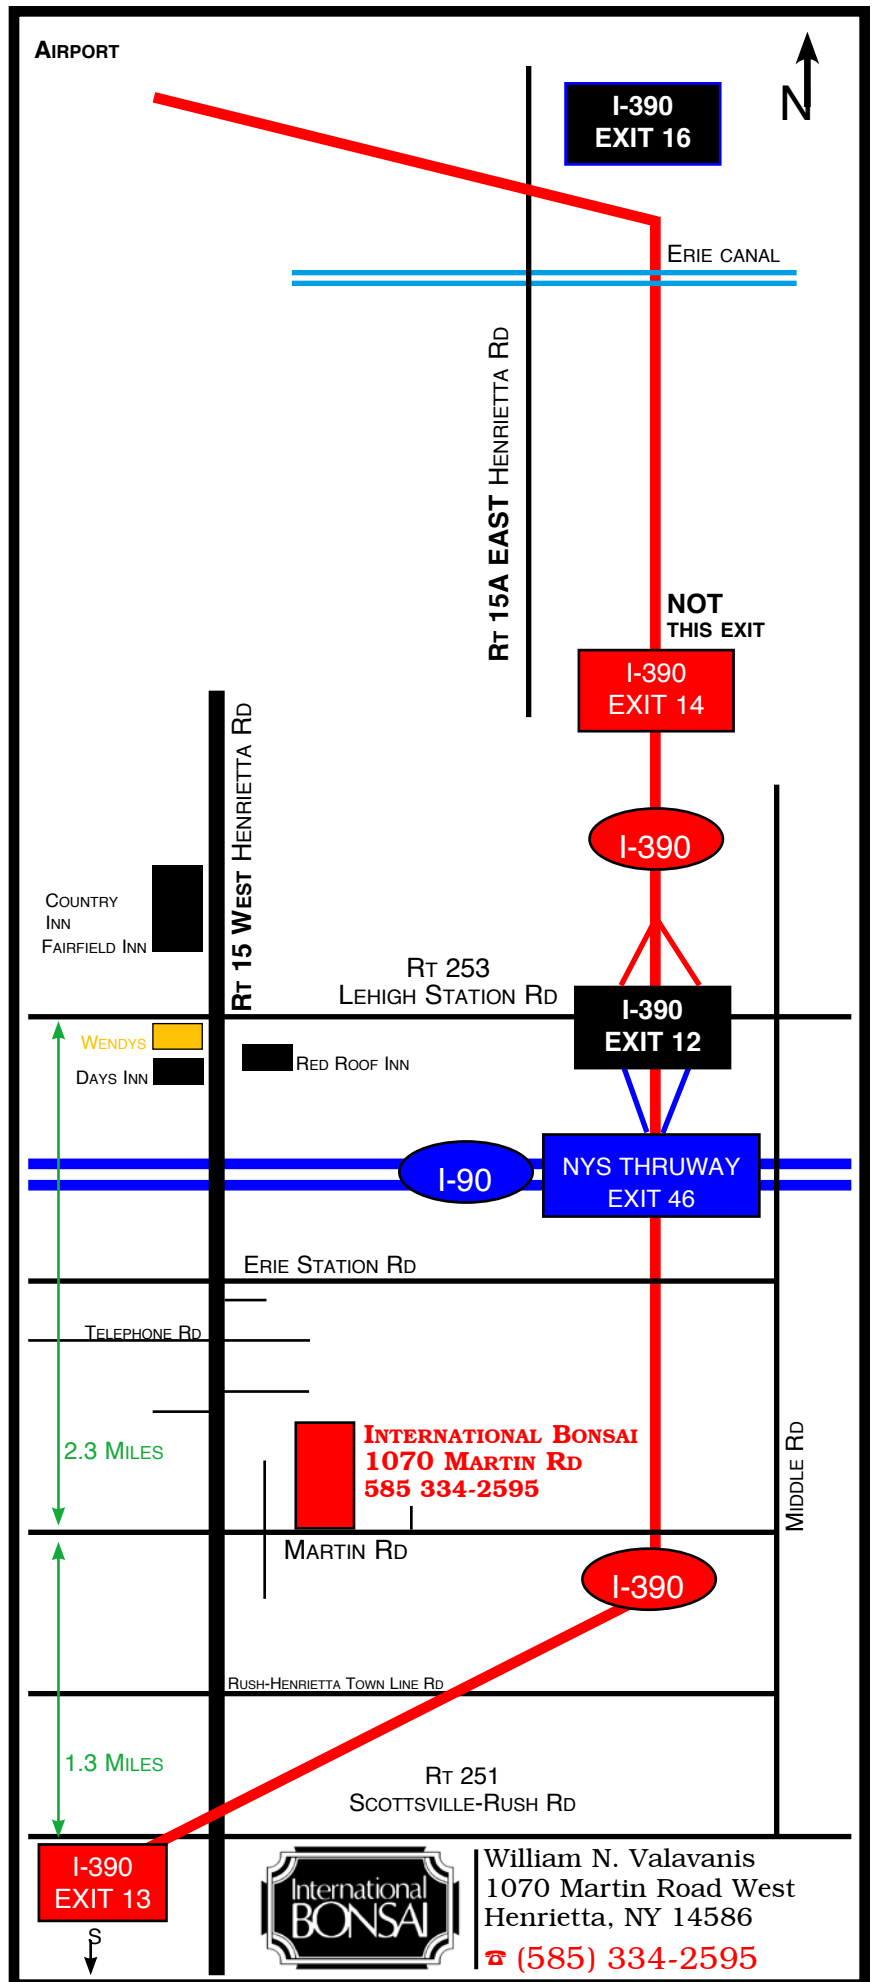 AIRPORT
N
I-390
EXIT 16
ERIE CANAL
RT 15A EAST HENRIETTA RD
NOT
THIS EXIT
I-390
EXIT 14
RT 15 WEST HENRIETTA RD
I-390
COUNTRY
INN
FAIRFIELD INN
RT 253
LEHIGH STATION RD
I-390
EXIT 12
WENDYS
DAYS INN
RED ROOF INN
I-90
NYS THRUWAY
EXIT 46
ERIE STATION RD
TELEPHONE RD
2.3 MILES
INTERNATIONAL BONSAI
1070 MARTIN RD
585 334-2595
MIDDLE RD
MARTIN RD
I-390
RUSH-HENRIETTA TOWN LINE RD
1.3 MILES
RT 251
SCOTTSVILLE-RUSH RD
I-390
EXIT 13
S
International
BONSAI
William N. Valavanis
1070 Martin Road West
Henrietta, NY 14586
☎ (585) 334-2595